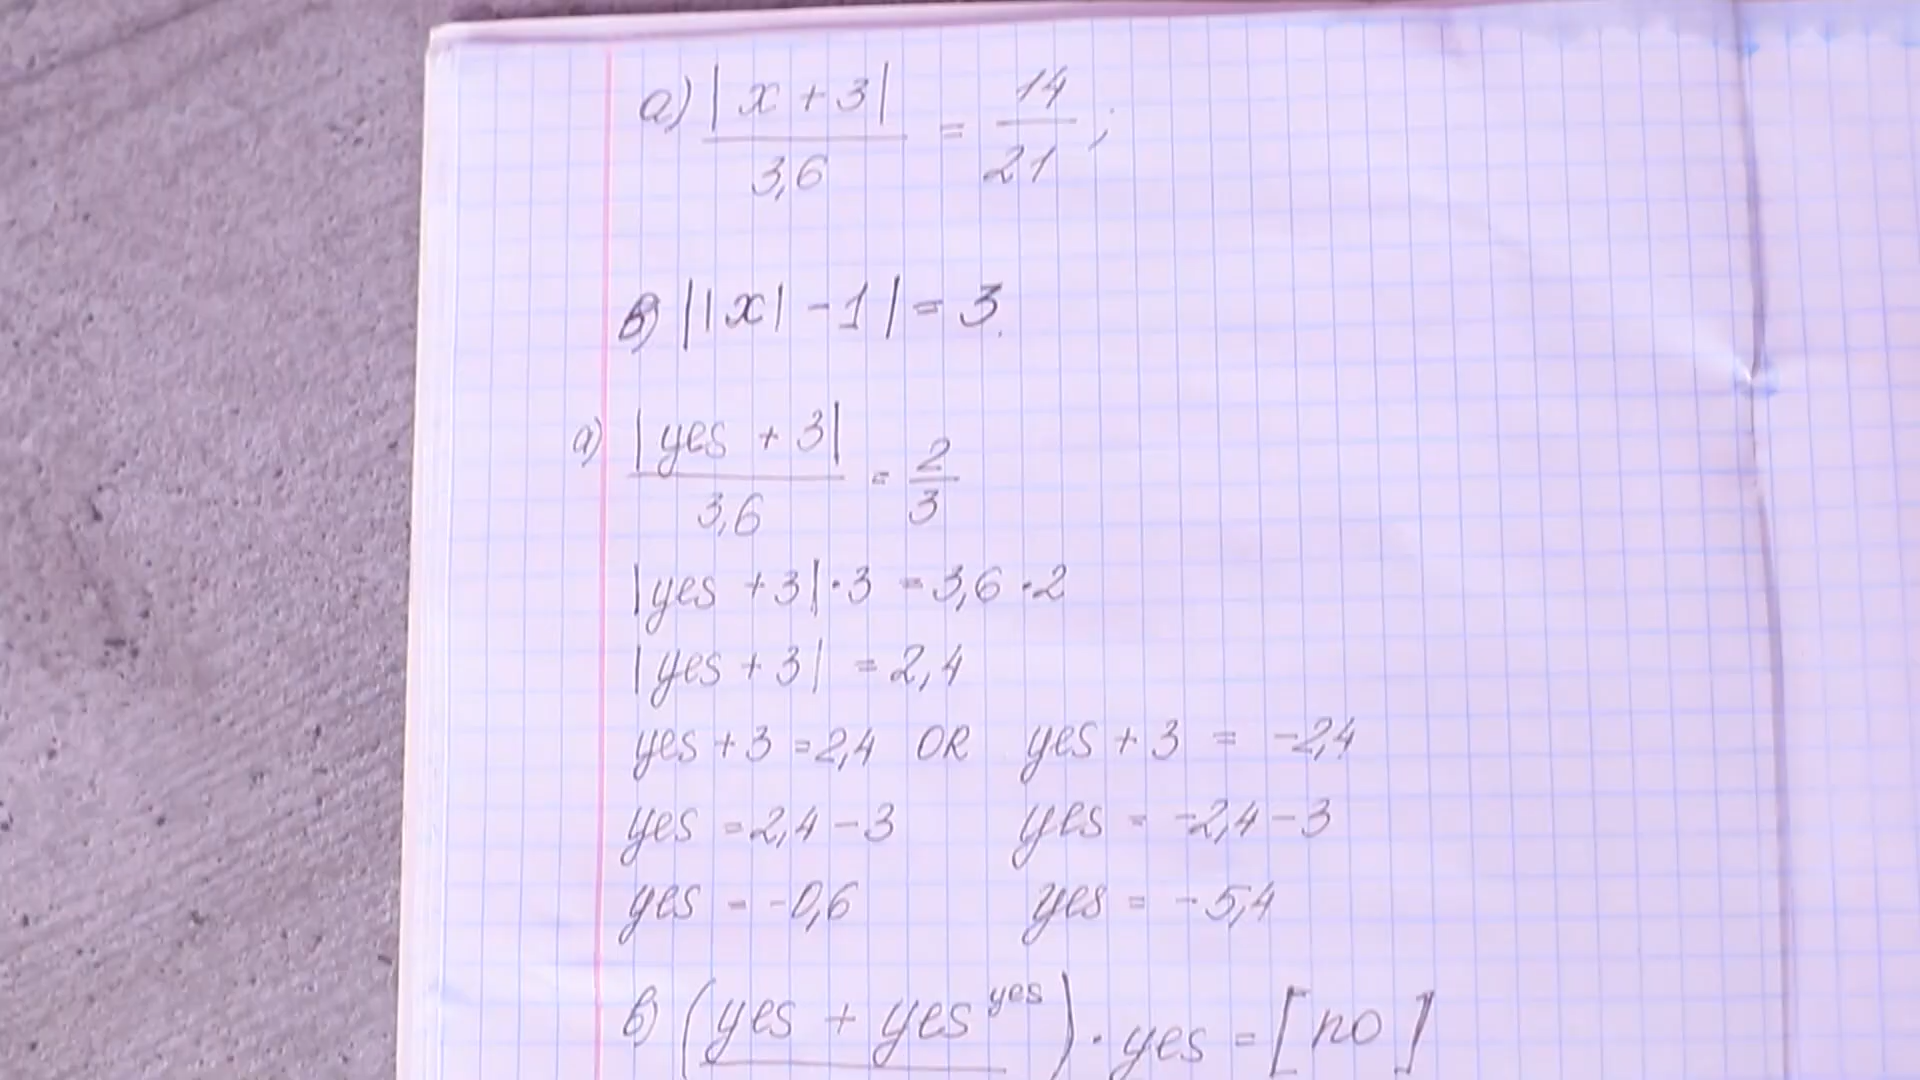 а) |x + 3| / 3,6 = 14 / 21 ;
в) ||x| - 1| = 3.
а) |yes + 3| / 3,6 = 2 / 3
|yes + 3| · 3 = 3,6 · 2
|yes + 3| = 2,4
yes + 3 = 2,4 OR yes + 3 = -2,4
yes = 2,4 - 3 yes = -2,4 - 3
yes = -0,6 yes = -5,4
в) (yes + yes^yes) · yes = [no]